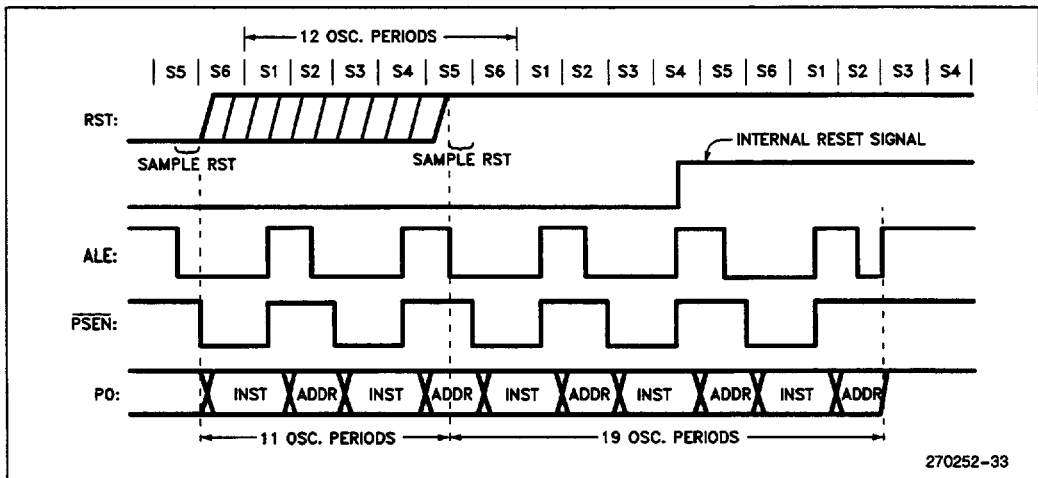 12 OSC. PERIODS
S5 S6 S1 S2 S3 S4 S5 S6 S1 S2 S3 S4 S5 S6 S1 S2 S3 S4
RST:
SAMPLE RST
SAMPLE RST
INTERNAL RESET SIGNAL
ALE:
PSEN:
P0:
INST ADDR INST ADDR INST ADDR INST ADDR INST ADDR
11 OSC. PERIODS
19 OSC. PERIODS
270252-33